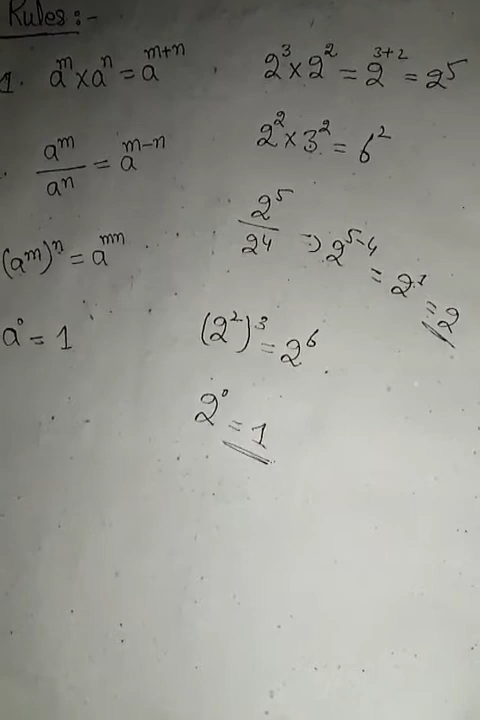 Rules:-
1. a^m × a^n = a^(m+n) . 2^3 × 2^2 = 2^(3+2) = 2^5
2^2 × 3^2 = 6^2
. a^m/a^n = a^(m-n)
2^5/2^4 ⇒ 2^(5-4)
= 2^1
= 2
(a^m)^n = a^(mn)
a^0 = 1 (2^2)^3 = 2^6
2^0 = 1